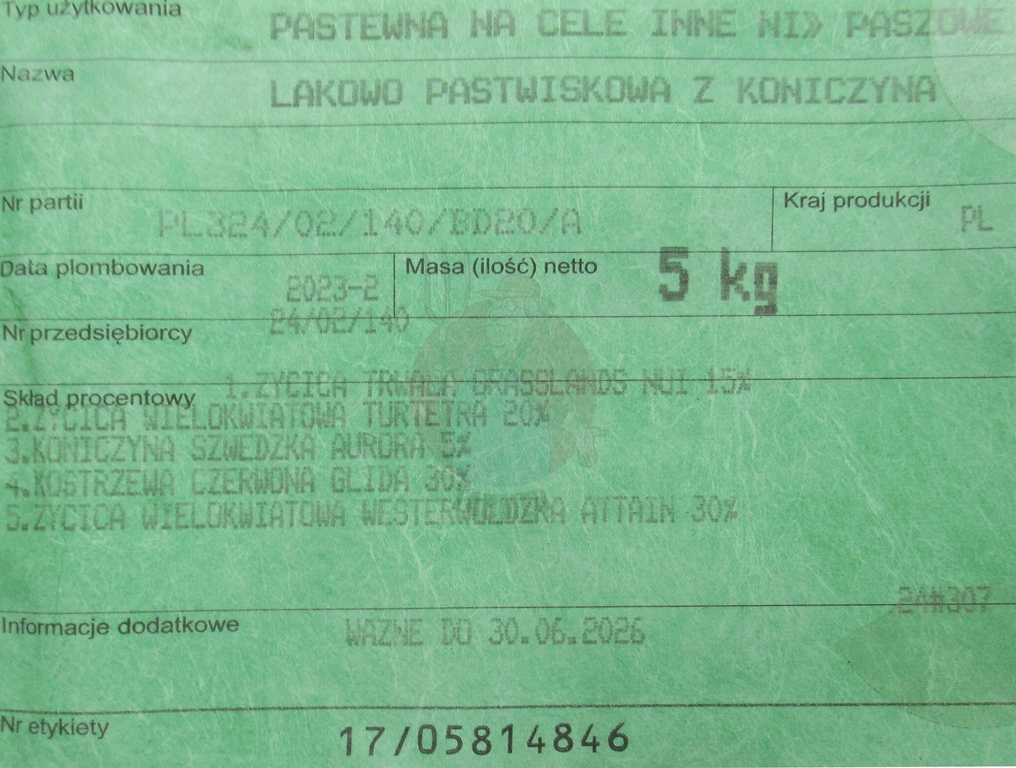 Typ użytkowania
PASTEWNA NA CELE INNE NI» PASZOWE
Nazwa
LAKOWO PASTWISKOWA Z KONICZYNA
Nr partii
PL324/02/140/BD20/A
Kraj produkcji
PL
Data plombowania
2023-2
Masa (ilość) netto
5 kg
Nr przedsiębiorcy
24/02/140
Skład procentowy
1.ZYCICA TRWALA GRASSLANDS NUI 15%
2.ZYCICA WIELOKWIATOWA TURTETRA 20%
3.KONICZYNA SZWEDZKA AURORA 5%
4.KOSTRZEWA CZERWONA GLIDA 30%
5.ZYCICA WIELOKWIATOWA WESTERWOLDZKA ATTAIN 30%
24#307
Informacje dodatkowe
WAZNE DO 30.06.2026
Nr etykiety
17/05814846